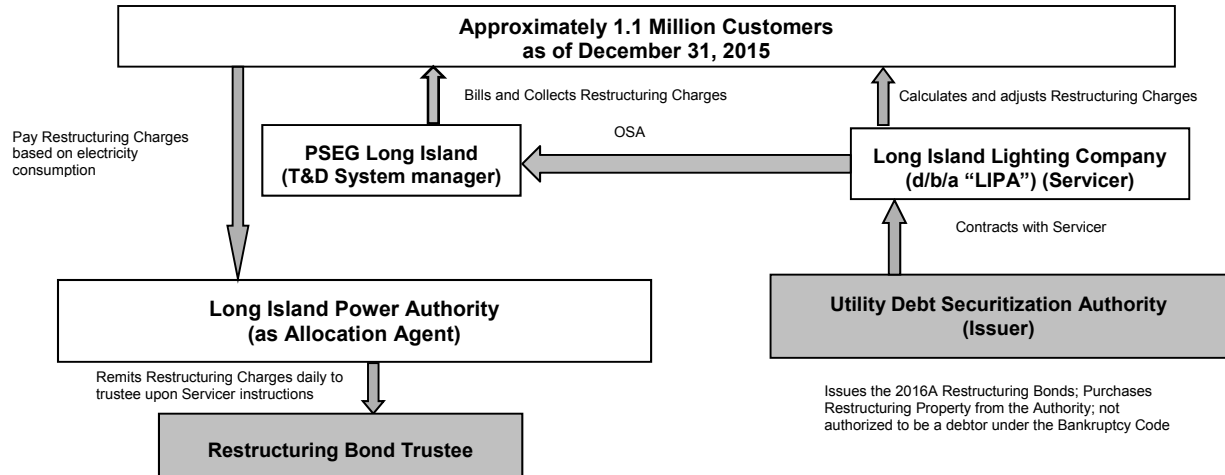 Approximately 1.1 Million Customers
as of December 31, 2015
Bills and Collects Restructuring Charges
Calculates and adjusts Restructuring Charges
Pay Restructuring Charges
based on electricity
consumption
OSA
PSEG Long Island
(T&D System manager)
Long Island Lighting Company
(d/b/a “LIPA”) (Servicer)
Contracts with Servicer
Long Island Power Authority
(as Allocation Agent)
Utility Debt Securitization Authority
(Issuer)
Remits Restructuring Charges daily to
trustee upon Servicer instructions
Issues the 2016A Restructuring Bonds; Purchases
Restructuring Property from the Authority; not
authorized to be a debtor under the Bankruptcy Code
Restructuring Bond Trustee